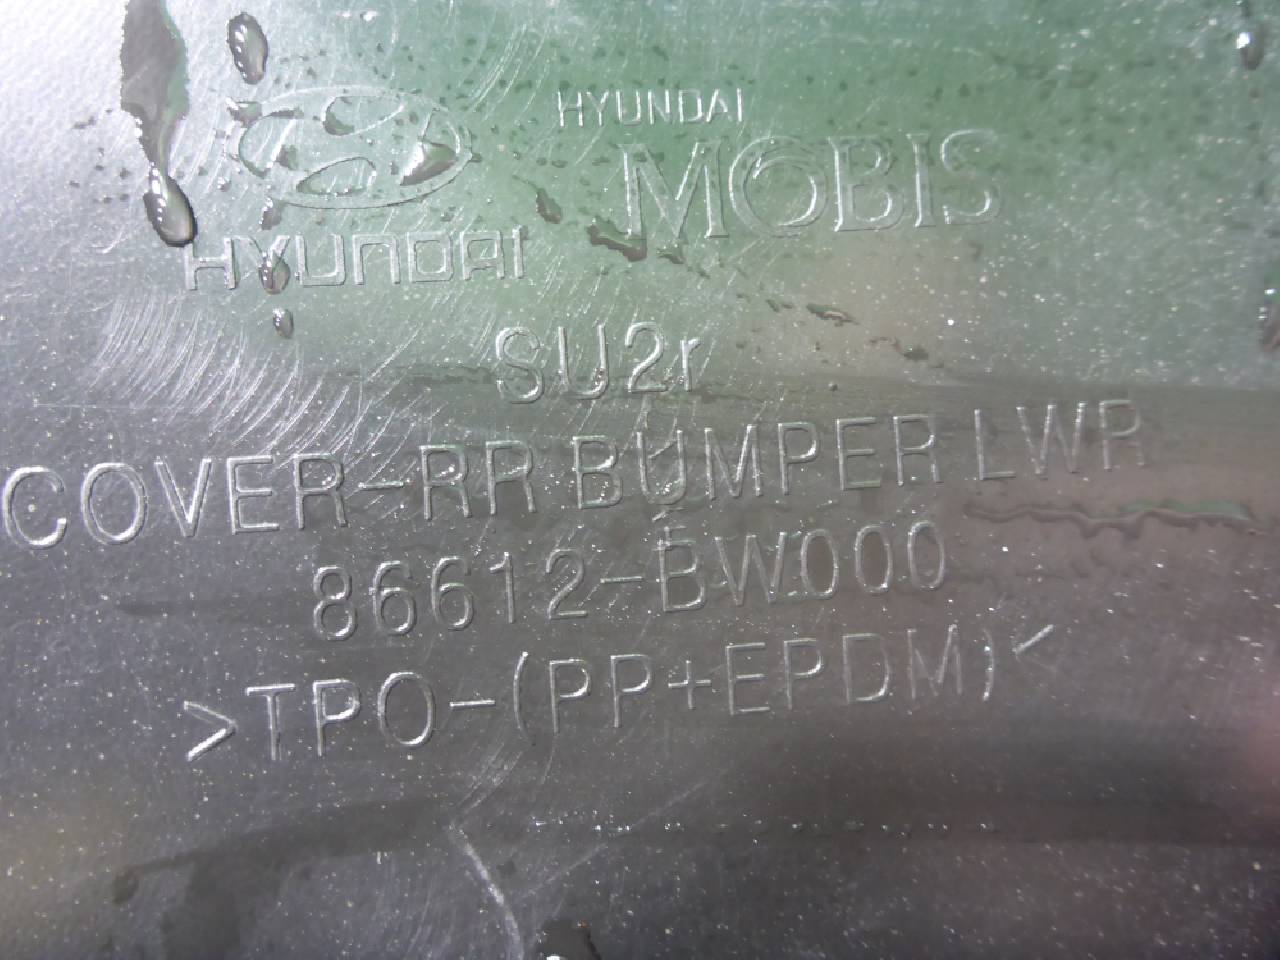 HYUNDAI
MOBIS
HYUNDAI
SU2r
COVER-RR BUMPER LWR
86612-BW000
>TPO-(PP+EPDM)<